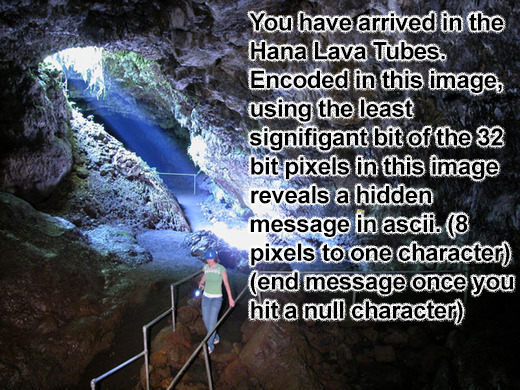 You have arrived in the
Hana Lava Tubes.
Encoded in this image,
using the least
signifigant bit of the 32
bit pixels in this image
reveals a hidden
message in ascii. (8
pixels to one character)
(end message once you
hit a null character)